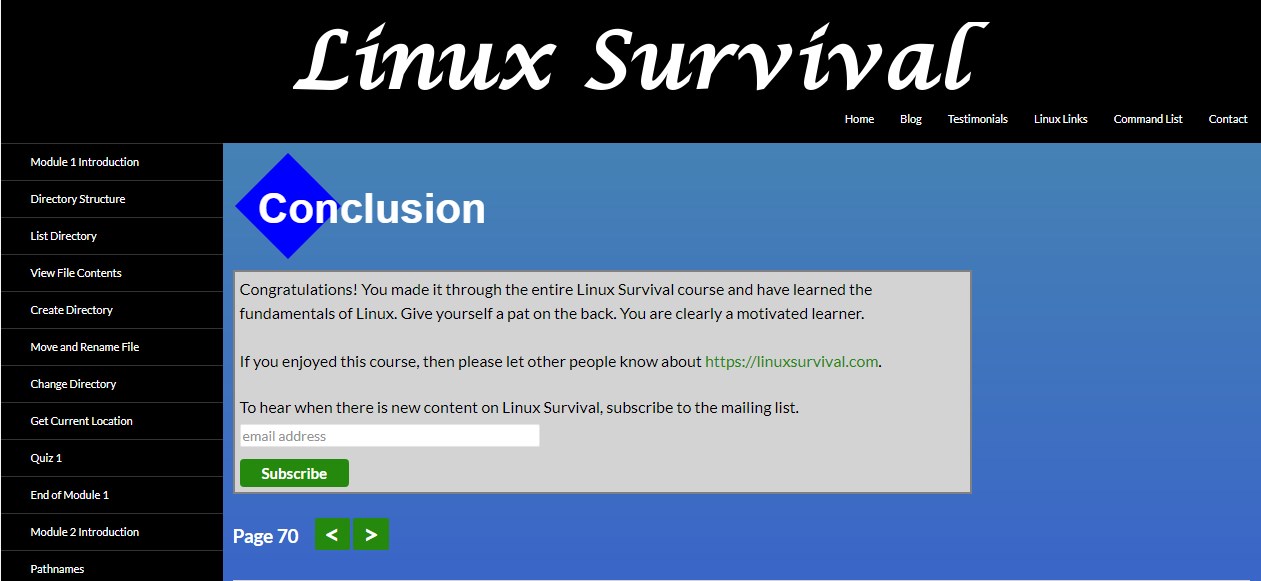 Linux Survival
Home
Blog
Testimonials
Linux Links
Command List
Contact
Module 1 Introduction
Directory Structure
List Directory
View File Contents
Create Directory
Move and Rename File
Change Directory
Get Current Location
Quiz 1
End of Module 1
Module 2 Introduction
Pathnames
Conclusion
Congratulations! You made it through the entire Linux Survival course and have learned the
fundamentals of Linux. Give yourself a pat on the back. You are clearly a motivated learner.
If you enjoyed this course, then please let other people know about https://linuxsurvival.com.
To hear when there is new content on Linux Survival, subscribe to the mailing list.
email address
Subscribe
Page 70 < >